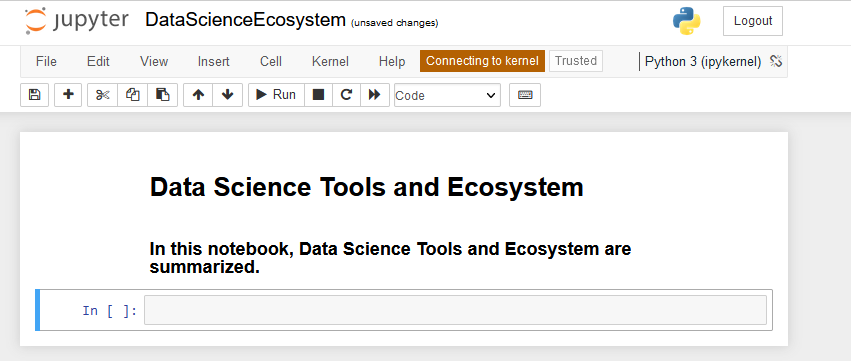 jupyter DataScienceEcosystem (unsaved changes) Logout
File Edit View Insert Cell Kernel Help Connecting to kernel Trusted Python 3 (ipykernel)
Run Code
Data Science Tools and Ecosystem
In this notebook, Data Science Tools and Ecosystem are
summarized.
In [ ]: